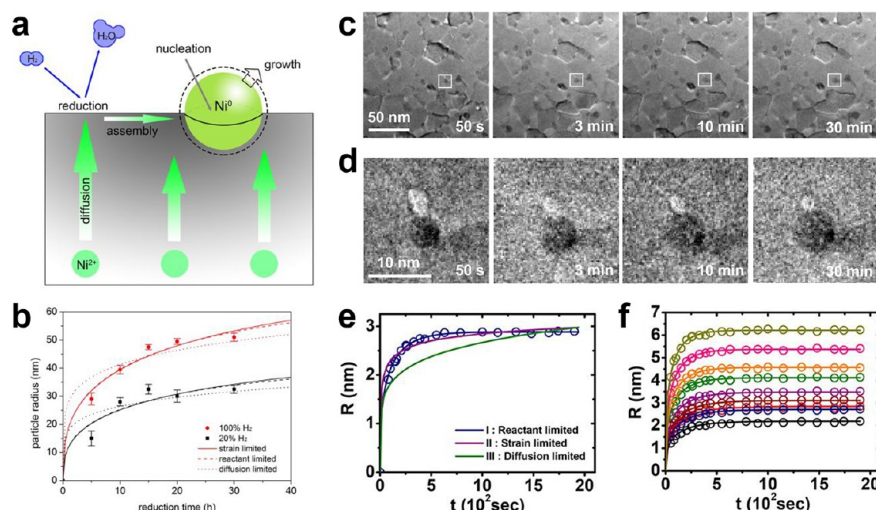 a
H₂
H₂O
nucleation
growth
reduction
Ni⁰
assembly
diffusion
Ni²⁺
b
particle radius (nm)
60
50
40
30
20
10
0
100% H₂
20% H₂
strain limited
reactant limited
diffusion limited
0 10 20 30 40
reduction time (h)
c
50 nm
50 s
3 min
10 min
30 min
d
10 nm
50 s
3 min
10 min
30 min
e
R (nm)
3
2
1
0
I : Reactant limited
II : Strain limited
III : Diffusion limited
0 5 10 15 20
t (10²sec)
f
R (nm)
7
6
5
4
3
2
1
0
0 5 10 15 20
t (10²sec)